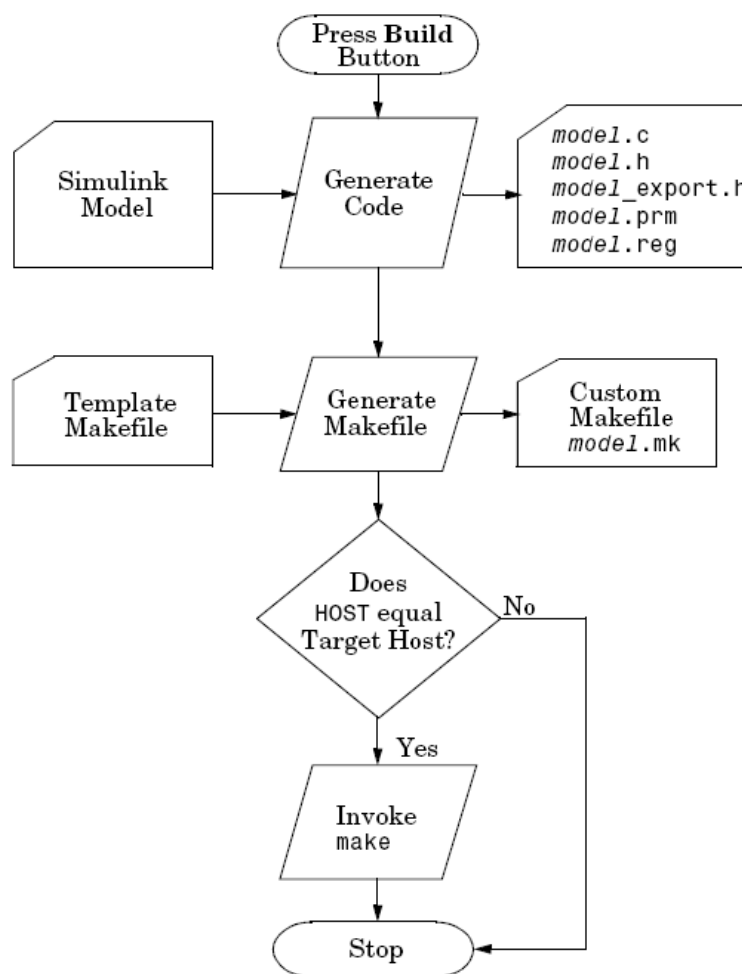 Press Build
Button
Simulink
Model
Generate
Code
model.c
model.h
model_export.h
model.prm
model.reg
Template
Makefile
Generate
Makefile
Custom
Makefile
model.mk
Does
HOST equal
Target Host?
No
Yes
Invoke
make
Stop